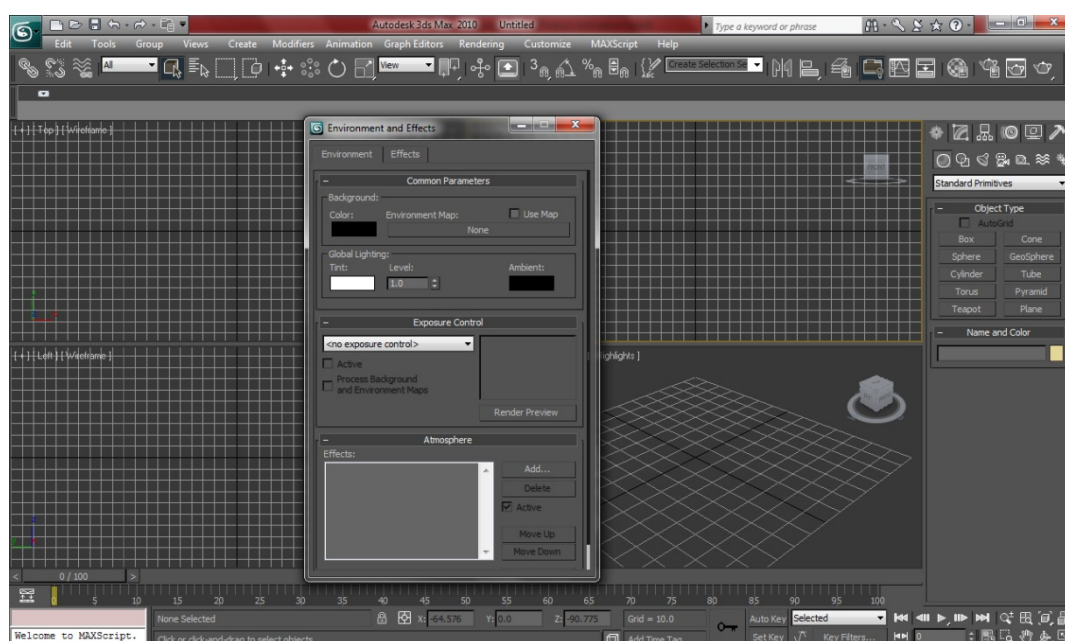 Autodesk 3ds Max 2010 Untitled
Type a keyword or phrase
Edit Tools Group Views Create Modifiers Animation Graph Editors Rendering Customize MAXScript Help
All
View
3
Create Selection Se
[ + ] [ Top ] [ Wireframe ]
Environment and Effects
Environment Effects
Common Parameters
Background:
Color: Environment Map: Use Map
None
Global Lighting:
Tint: Level: Ambient:
1.0
Exposure Control
<no exposure control>
Active
Process Background
and Environment Maps
Render Preview
Atmosphere
Effects:
Add...
Delete
Active
Move Up
Move Down
FRONT
Standard Primitives
Object Type
AutoGrid
Box Cone
Sphere GeoSphere
Cylinder Tube
Torus Pyramid
Teapot Plane
Name and Color
[ + ] [ Left ] [ Wireframe ]
highlights ]
0 / 100
0 5 10 15 20 25 30 35 40 45 50 55 60 65 70 75 80 85 90 95 100
None Selected X: -64.576 Y: 0.0 Z: -90.775 Grid = 10.0 Auto Key Selected
Welcome to MAXScript. Click or click-and-drag to select objects Add Time Tag Set Key Key Filters... 0